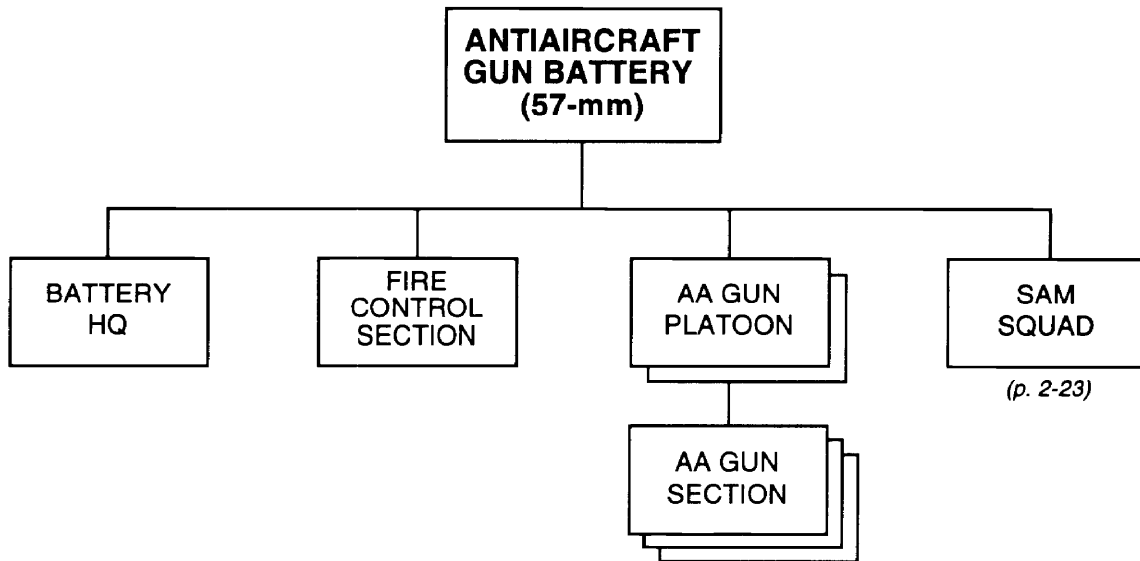 ANTIAIRCRAFT
GUN BATTERY
(57-mm)
BATTERY
HQ
FIRE
CONTROL
SECTION
AA GUN
PLATOON
SAM
SQUAD
(p. 2-23)
AA GUN
SECTION